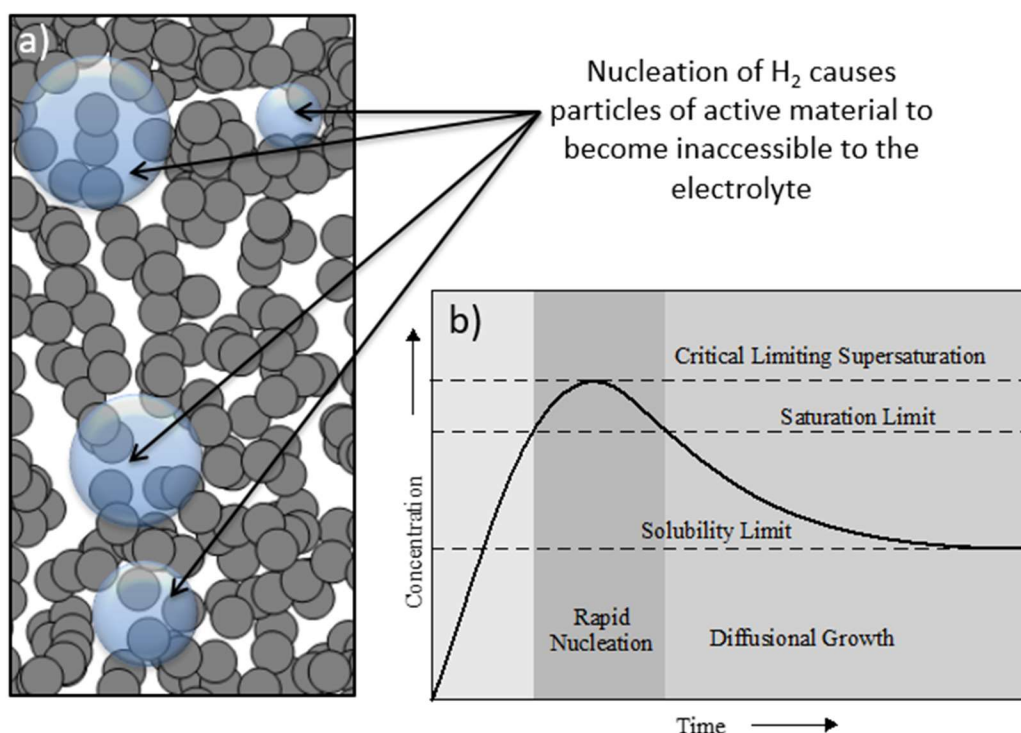 a)
Nucleation of H₂ causes
particles of active material to
become inaccessible to the
electrolyte
b)
Critical Limiting Supersaturation
Saturation Limit
Solubility Limit
Concentration
Rapid
Nucleation
Diffusional Growth
Time